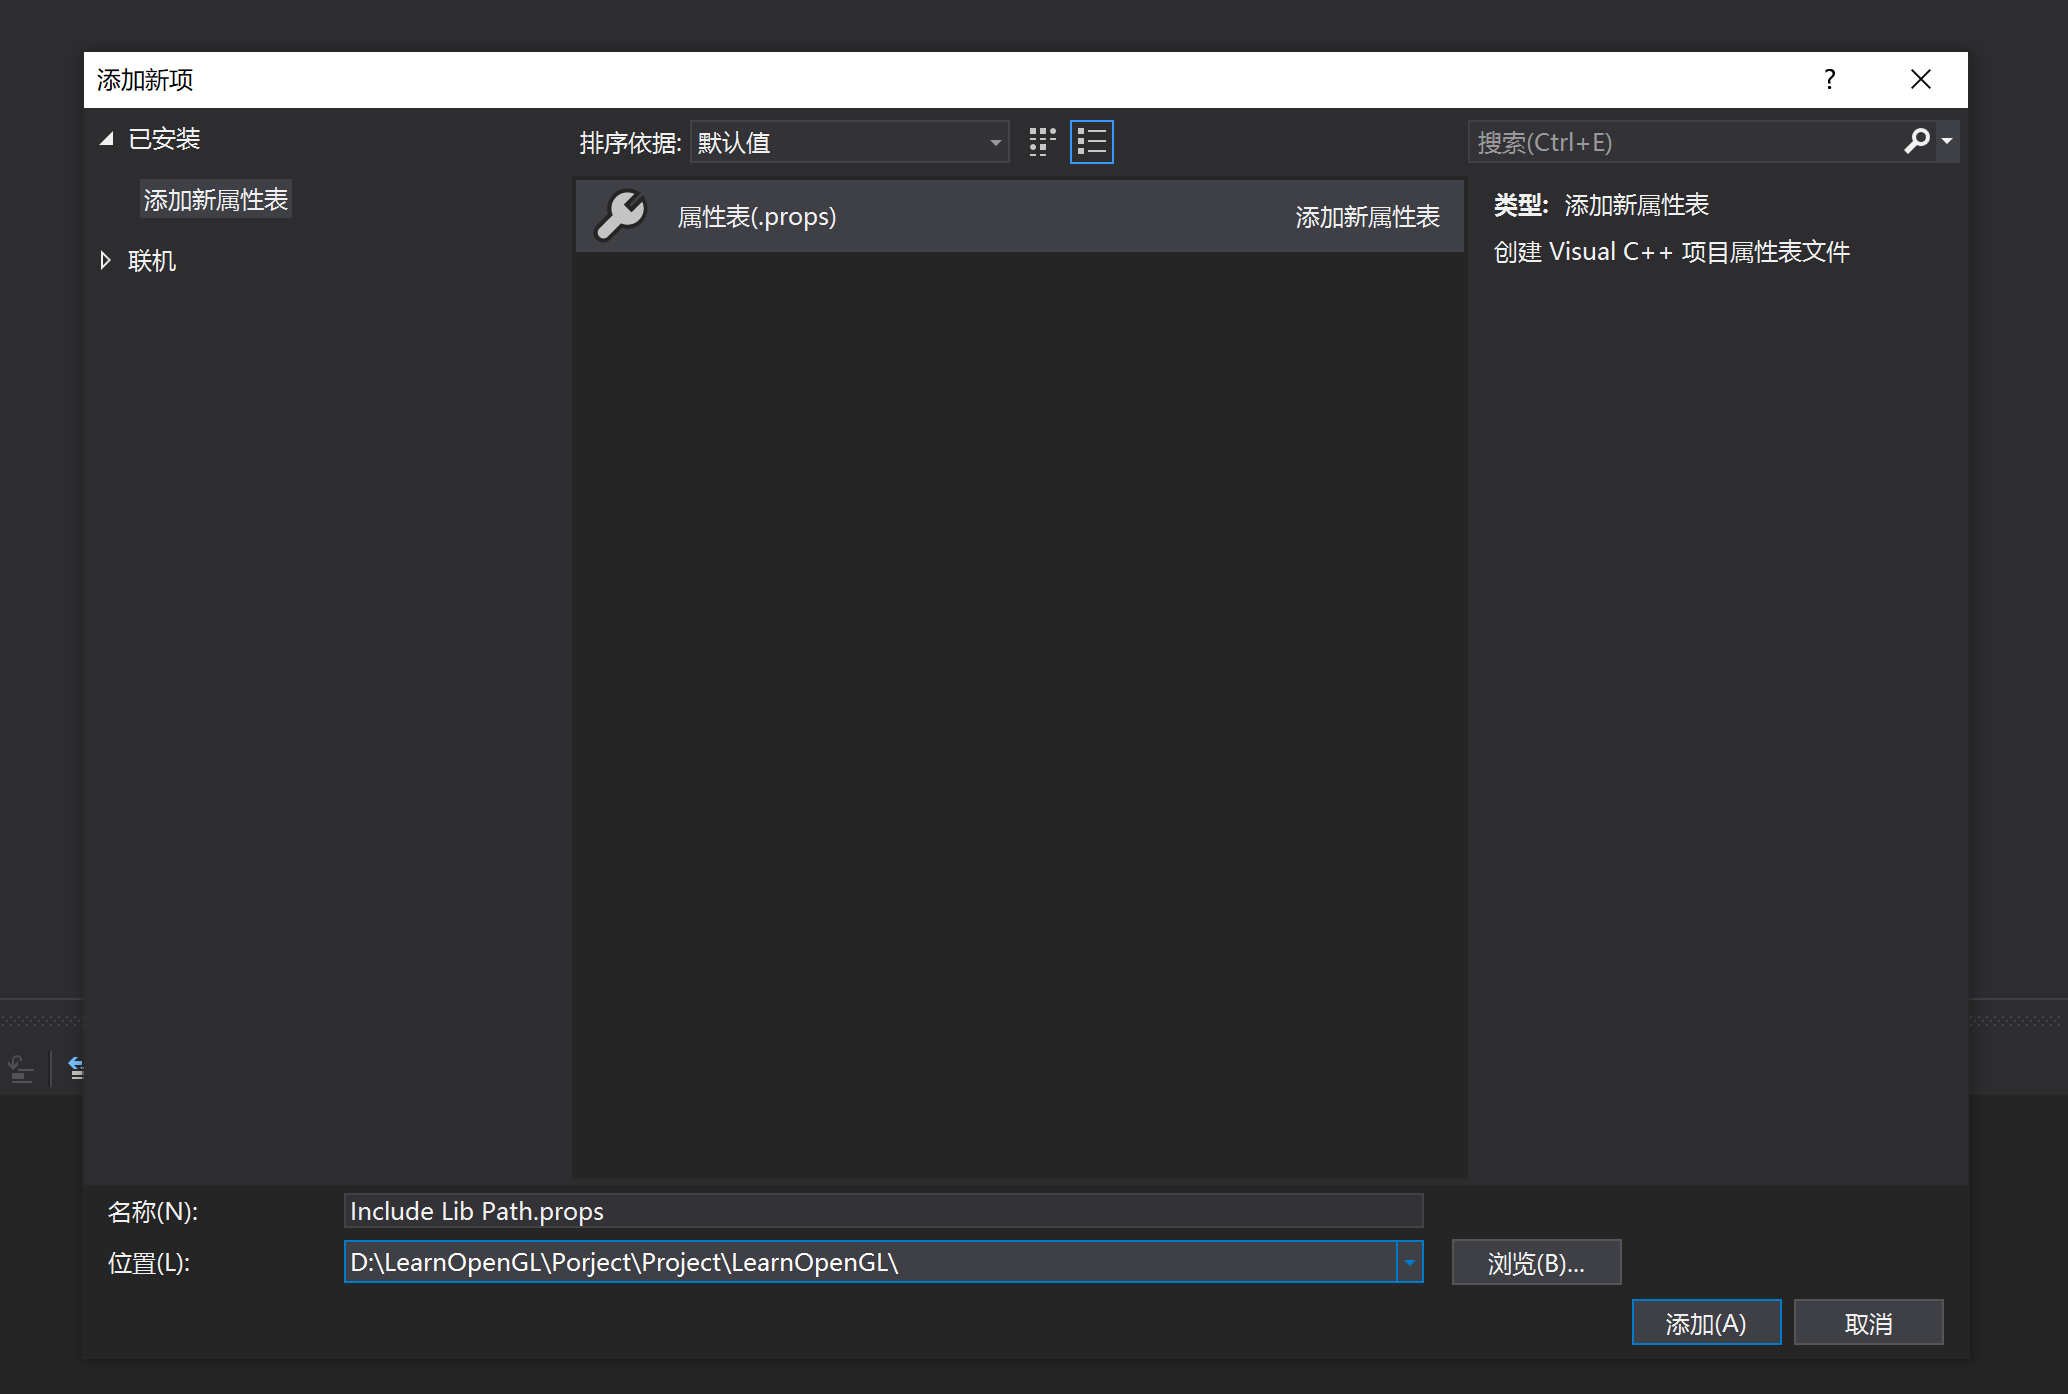 添加新项
?
已安装
添加新属性表
联机
排序依据: 默认值
搜索(Ctrl+E)
属性表(.props) 添加新属性表
类型: 添加新属性表
创建 Visual C++ 项目属性表文件
名称(N): Include Lib Path.props
位置(L): D:\LearnOpenGL\Porject\Project\LearnOpenGL\
浏览(B)...
添加(A) 取消